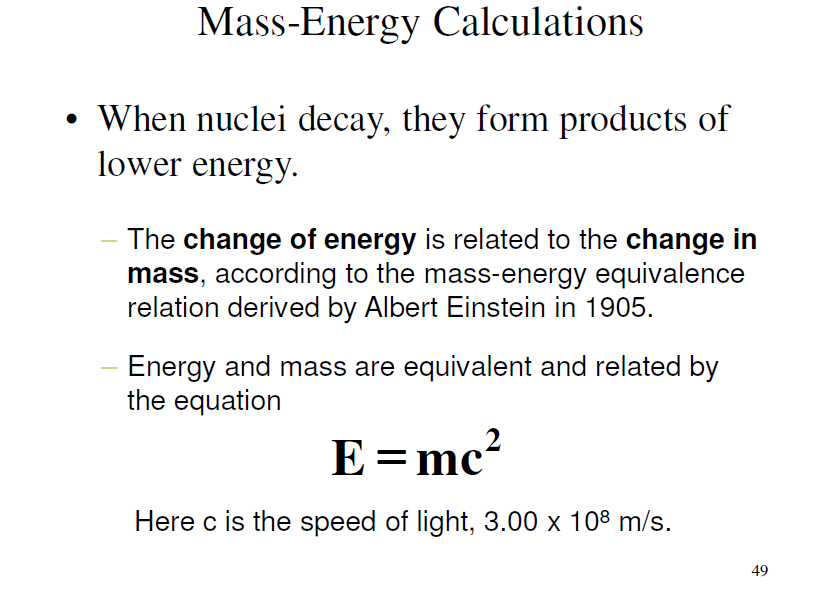 Mass-Energy Calculations
• When nuclei decay, they form products of
lower energy.
– The change of energy is related to the change in
mass, according to the mass-energy equivalence
relation derived by Albert Einstein in 1905.
– Energy and mass are equivalent and related by
the equation
E = mc²
Here c is the speed of light, 3.00 x 10⁸ m/s.
49